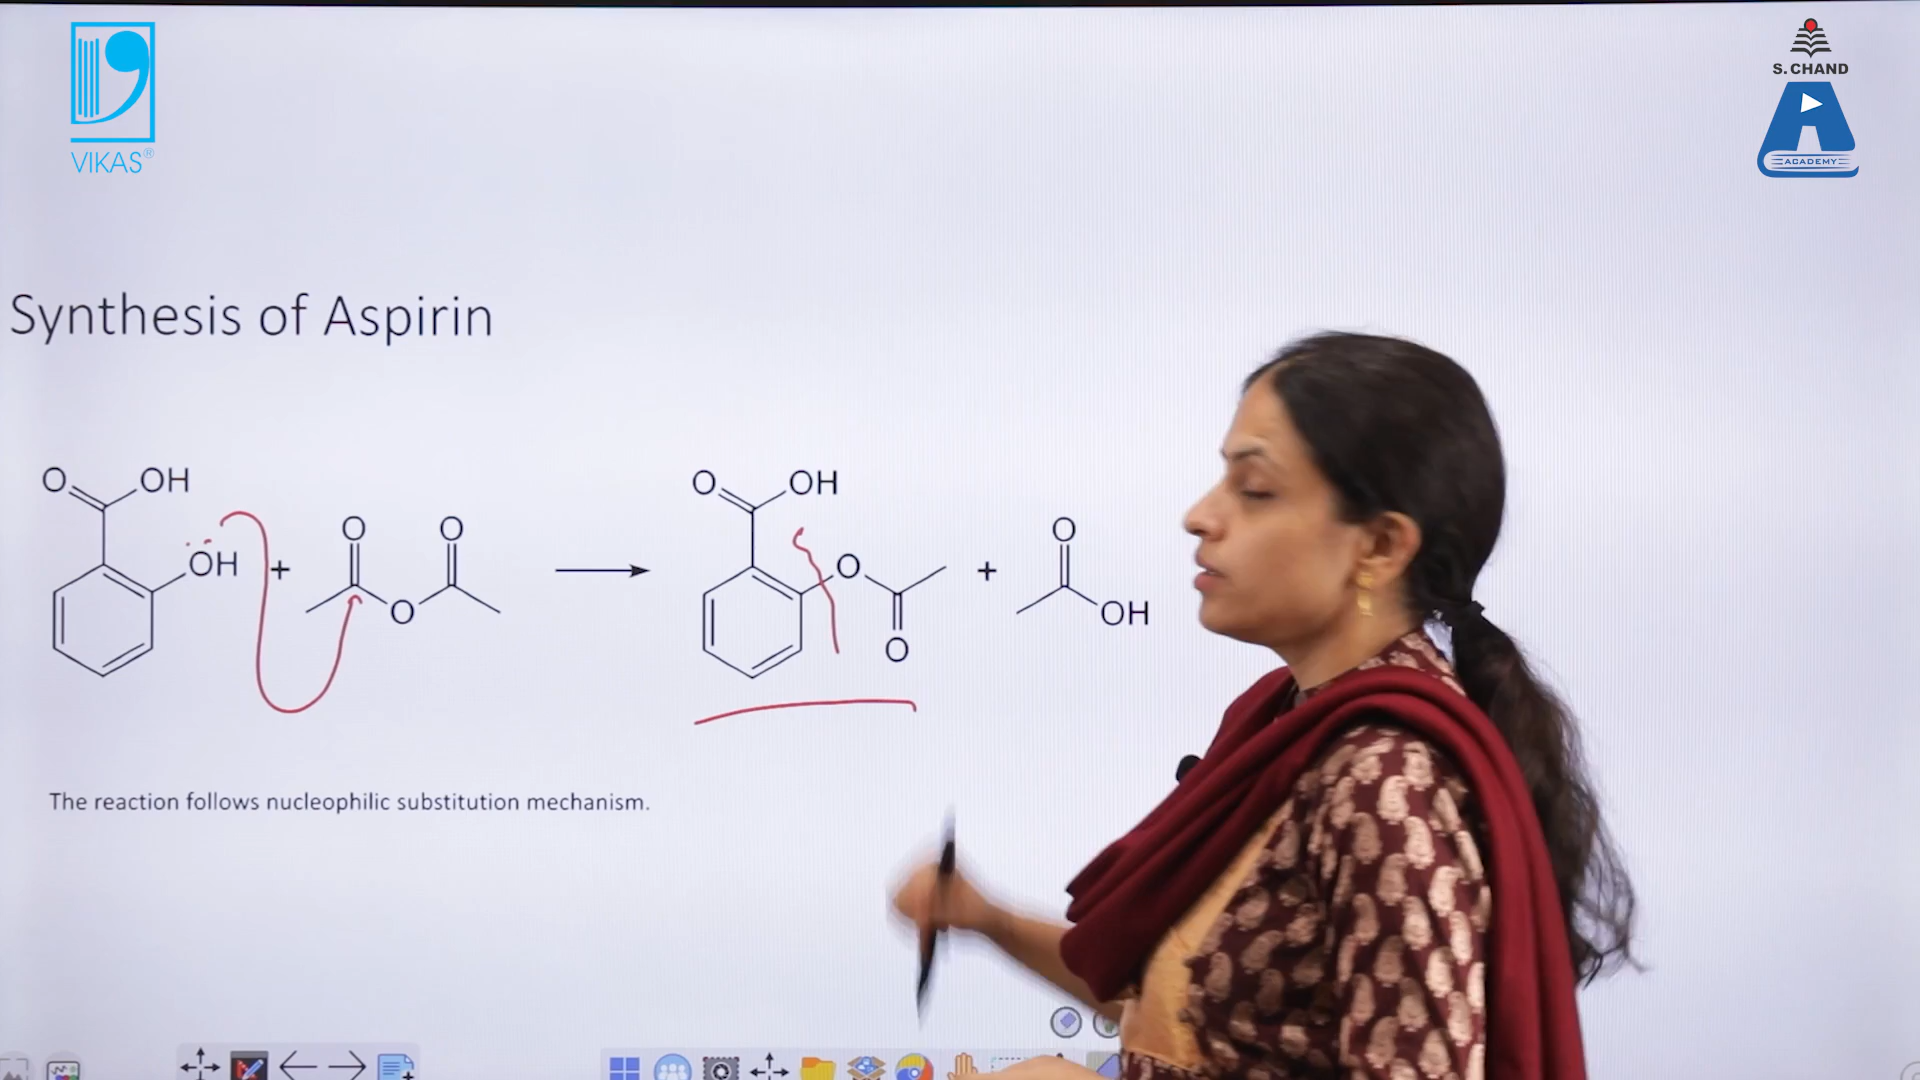 VIKAS®
S. CHAND
ACADEMY
Synthesis of Aspirin
O OH
OH
+
O O
O
O OH
O
O
+
O
OH
The reaction follows nucleophilic substitution mechanism.